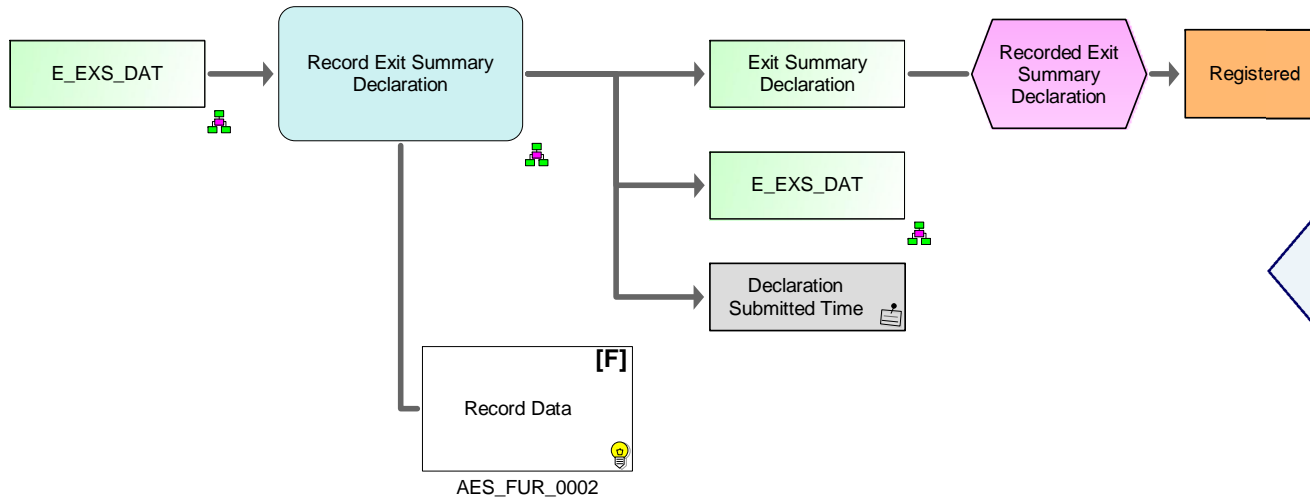 E_EXS_DAT
Record Exit Summary
Declaration
Exit Summary
Declaration
Recorded Exit
Summary
Declaration
Registered
E_EXS_DAT
Declaration
Submitted Time
[F]
Record Data
AES_FUR_0002